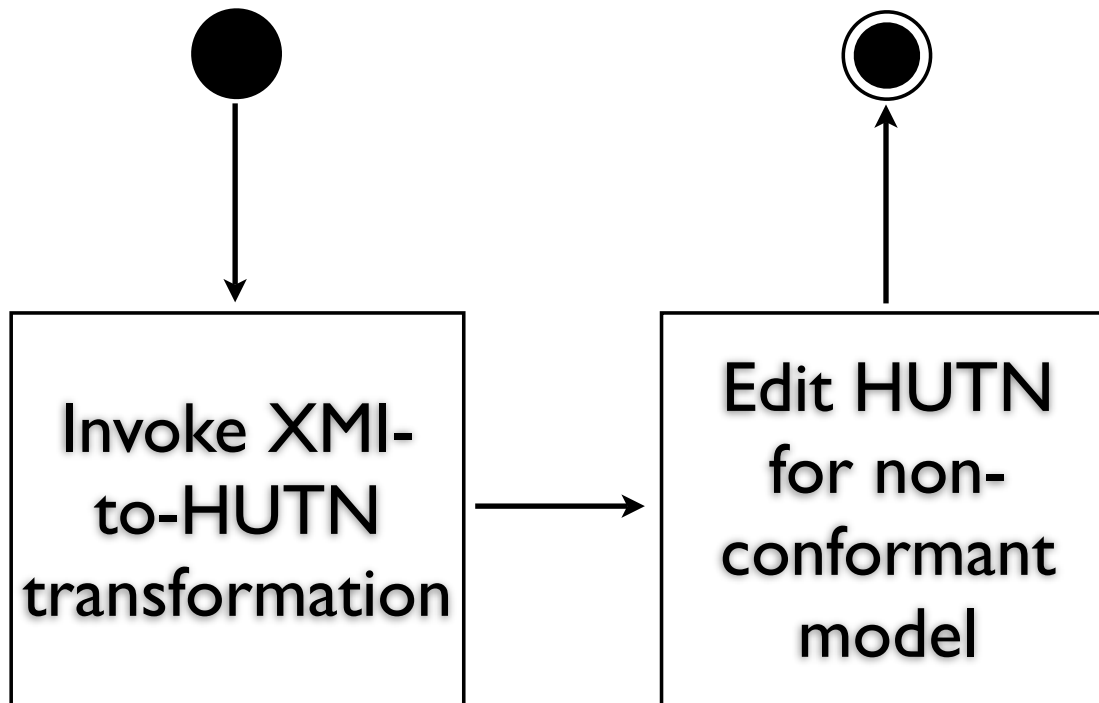 Invoke XMI-
to-HUTN
transformation
Edit HUTN
for non-
conformant
model